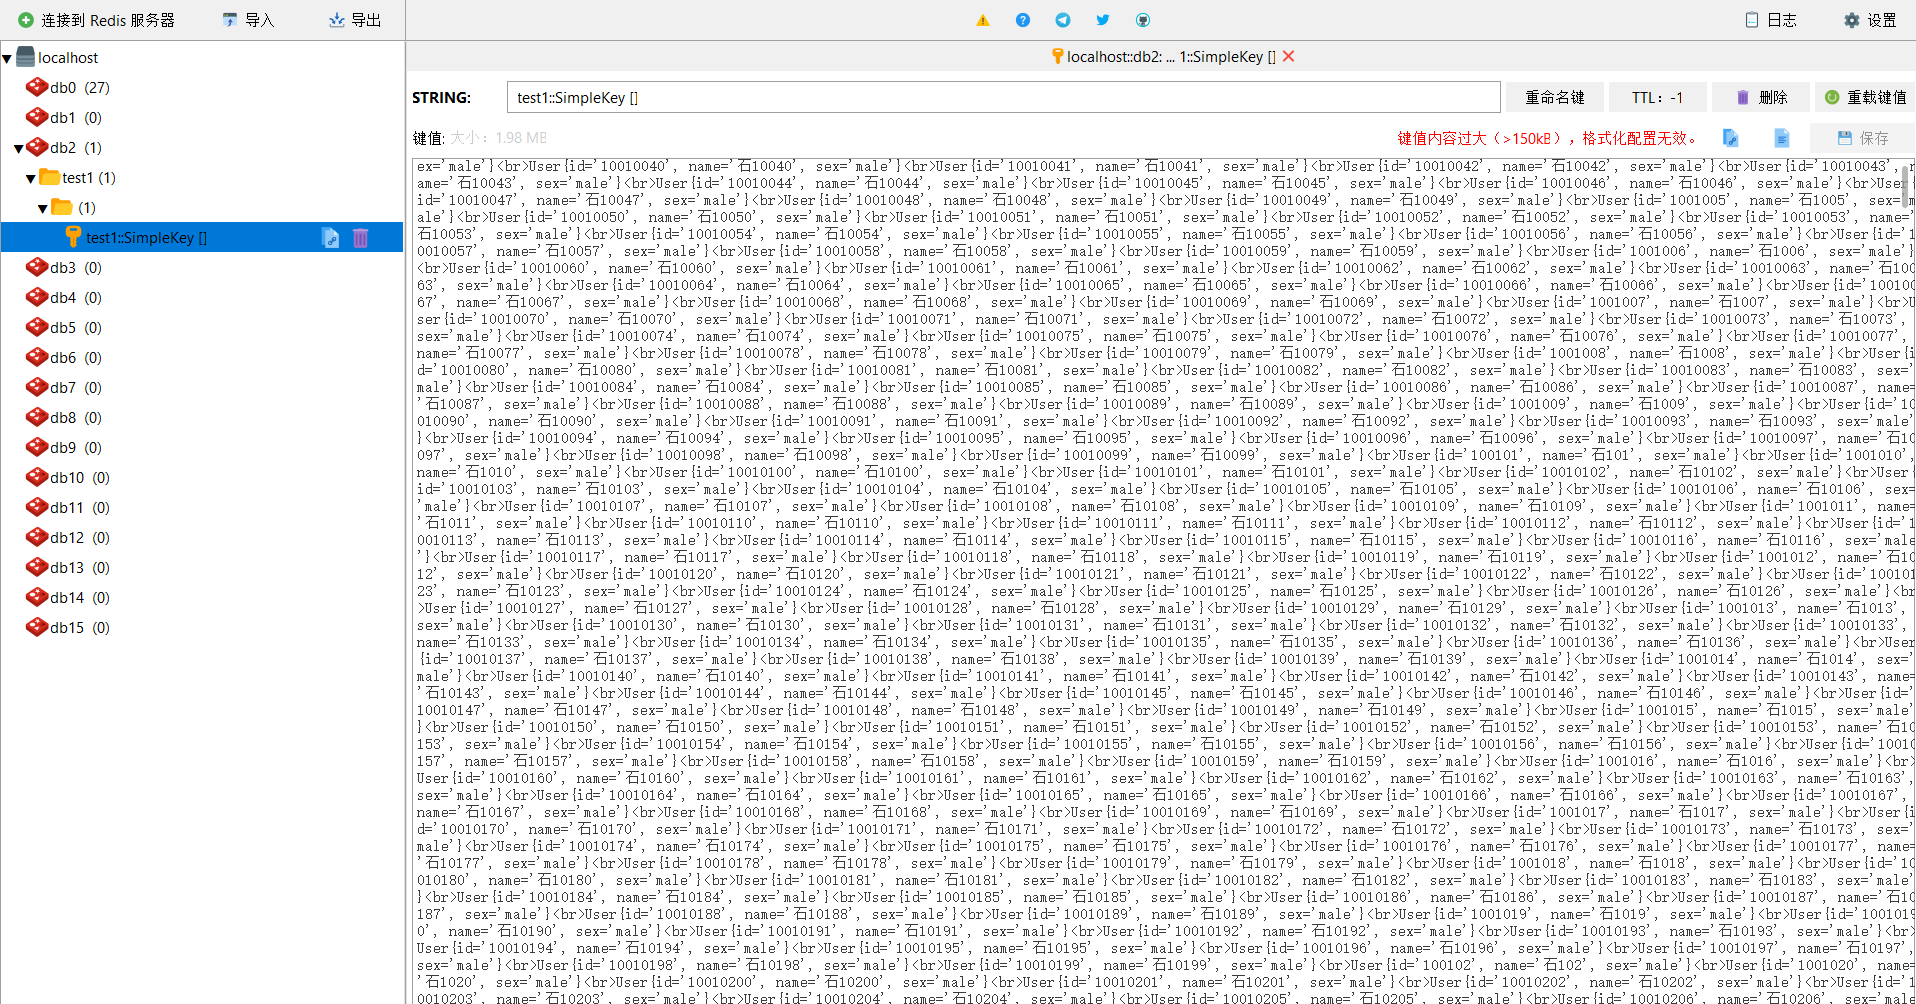 连接到 Redis 服务器
导入
导出
日志
设置
localhost
db0 (27)
db1 (0)
db2 (1)
test1 (1)
(1)
test1::SimpleKey []
db3 (0)
db4 (0)
db5 (0)
db6 (0)
db7 (0)
db8 (0)
db9 (0)
db10 (0)
db11 (0)
db12 (0)
db13 (0)
db14 (0)
db15 (0)
localhost::db2: ... 1::SimpleKey []
STRING:
test1::SimpleKey []
重命名键
TTL: -1
删除
重载键值
键值: 大小: 1.98 MB
键值内容过大（>150kB），格式化配置无效。
保存
ex='male'}<br>User{id='10010040', name='石10040', sex='male'}<br>User{id='10010041', name='石10041', sex='male'}<br>User{id='10010042', name='石10042', sex='male'}<br>User{id='10010043', n
ame='石10043', sex='male'}<br>User{id='10010044', name='石10044', sex='male'}<br>User{id='10010045', name='石10045', sex='male'}<br>User{id='10010046', name='石10046', sex='male'}<br>User
id='10010047', name='石10047', sex='male'}<br>User{id='10010048', name='石10048', sex='male'}<br>User{id='10010049', name='石10049', sex='male'}<br>User{id='1001005', name='石1005', sex='m
ale'}<br>User{id='10010050', name='石10050', sex='male'}<br>User{id='10010051', name='石10051', sex='male'}<br>User{id='10010052', name='石10052', sex='male'}<br>User{id='10010053', name='
石10053', sex='male'}<br>User{id='10010054', name='石10054', sex='male'}<br>User{id='10010055', name='石10055', sex='male'}<br>User{id='10010056', name='石10056', sex='male'}<br>User{id='1
0010057', name='石10057', sex='male'}<br>User{id='10010058', name='石10058', sex='male'}<br>User{id='10010059', name='石10059', sex='male'}<br>User{id='1001006', name='石1006', sex='male'}
<br>User{id='10010060', name='石10060', sex='male'}<br>User{id='10010061', name='石10061', sex='male'}<br>User{id='10010062', name='石10062', sex='male'}<br>User{id='10010063', name='石100
63', sex='male'}<br>User{id='10010064', name='石10064', sex='male'}<br>User{id='10010065', name='石10065', sex='male'}<br>User{id='10010066', name='石10066', sex='male'}<br>User{id='100100
67', name='石10067', sex='male'}<br>User{id='10010068', name='石10068', sex='male'}<br>User{id='10010069', name='石10069', sex='male'}<br>User{id='1001007', name='石1007', sex='male'}<br>U
ser{id='10010070', name='石10070', sex='male'}<br>User{id='10010071', name='石10071', sex='male'}<br>User{id='10010072', name='石10072', sex='male'}<br>User{id='10010073', name='石10073',
sex='male'}<br>User{id='10010074', name='石10074', sex='male'}<br>User{id='10010075', name='石10075', sex='male'}<br>User{id='10010076', name='石10076', sex='male'}<br>User{id='10010077',
name='石10077', sex='male'}<br>User{id='10010078', name='石10078', sex='male'}<br>User{id='10010079', name='石10079', sex='male'}<br>User{id='1001008', name='石1008', sex='male'}<br>User{i
d='10010080', name='石10080', sex='male'}<br>User{id='10010081', name='石10081', sex='male'}<br>User{id='10010082', name='石10082', sex='male'}<br>User{id='10010083', name='石10083', sex='
male'}<br>User{id='10010084', name='石10084', sex='male'}<br>User{id='10010085', name='石10085', sex='male'}<br>User{id='10010086', name='石10086', sex='male'}<br>User{id='10010087', name=
'石10087', sex='male'}<br>User{id='10010088', name='石10088', sex='male'}<br>User{id='10010089', name='石10089', sex='male'}<br>User{id='1001009', name='石1009', sex='male'}<br>User{id='10
010090', name='石10090', sex='male'}<br>User{id='10010091', name='石10091', sex='male'}<br>User{id='10010092', name='石10092', sex='male'}<br>User{id='10010093', name='石10093', sex='male'
}<br>User{id='10010094', name='石10094', sex='male'}<br>User{id='10010095', name='石10095', sex='male'}<br>User{id='10010096', name='石10096', sex='male'}<br>User{id='10010097', name='石10
097', sex='male'}<br>User{id='10010098', name='石10098', sex='male'}<br>User{id='10010099', name='石10099', sex='male'}<br>User{id='100101', name='石101', sex='male'}<br>User{id='1001010',
name='石1010', sex='male'}<br>User{id='10010100', name='石10100', sex='male'}<br>User{id='10010101', name='石10101', sex='male'}<br>User{id='10010102', name='石10102', sex='male'}<br>User{
id='10010103', name='石10103', sex='male'}<br>User{id='10010104', name='石10104', sex='male'}<br>User{id='10010105', name='石10105', sex='male'}<br>User{id='10010106', name='石10106', sex=
'male'}<br>User{id='10010107', name='石10107', sex='male'}<br>User{id='10010108', name='石10108', sex='male'}<br>User{id='10010109', name='石10109', sex='male'}<br>User{id='1001011', name=
'石1011', sex='male'}<br>User{id='10010110', name='石10110', sex='male'}<br>User{id='10010111', name='石10111', sex='male'}<br>User{id='10010112', name='石10112', sex='male'}<br>User{id='1
0010113', name='石10113', sex='male'}<br>User{id='10010114', name='石10114', sex='male'}<br>User{id='10010115', name='石10115', sex='male'}<br>User{id='10010116', name='石10116', sex='male
'}<br>User{id='10010117', name='石10117', sex='male'}<br>User{id='10010118', name='石10118', sex='male'}<br>User{id='10010119', name='石10119', sex='male'}<br>User{id='1001012', name='石10
12', sex='male'}<br>User{id='10010120', name='石10120', sex='male'}<br>User{id='10010121', name='石10121', sex='male'}<br>User{id='10010122', name='石10122', sex='male'}<br>User{id='100101
23', name='石10123', sex='male'}<br>User{id='10010124', name='石10124', sex='male'}<br>User{id='10010125', name='石10125', sex='male'}<br>User{id='10010126', name='石10126', sex='male'}<br
>User{id='10010127', name='石10127', sex='male'}<br>User{id='10010128', name='石10128', sex='male'}<br>User{id='10010129', name='石10129', sex='male'}<br>User{id='1001013', name='石1013',
sex='male'}<br>User{id='10010130', name='石10130', sex='male'}<br>User{id='10010131', name='石10131', sex='male'}<br>User{id='10010132', name='石10132', sex='male'}<br>User{id='10010133',
name='石10133', sex='male'}<br>User{id='10010134', name='石10134', sex='male'}<br>User{id='10010135', name='石10135', sex='male'}<br>User{id='10010136', name='石10136', sex='male'}<br>User
{id='10010137', name='石10137', sex='male'}<br>User{id='10010138', name='石10138', sex='male'}<br>User{id='10010139', name='石10139', sex='male'}<br>User{id='1001014', name='石1014', sex='
male'}<br>User{id='10010140', name='石10140', sex='male'}<br>User{id='10010141', name='石10141', sex='male'}<br>User{id='10010142', name='石10142', sex='male'}<br>User{id='10010143', name=
'石10143', sex='male'}<br>User{id='10010144', name='石10144', sex='male'}<br>User{id='10010145', name='石10145', sex='male'}<br>User{id='10010146', name='石10146', sex='male'}<br>User{id='
10010147', name='石10147', sex='male'}<br>User{id='10010148', name='石10148', sex='male'}<br>User{id='10010149', name='石10149', sex='male'}<br>User{id='1001015', name='石1015', sex='male'
}<br>User{id='10010150', name='石10150', sex='male'}<br>User{id='10010151', name='石10151', sex='male'}<br>User{id='10010152', name='石10152', sex='male'}<br>User{id='10010153', name='石10
153', sex='male'}<br>User{id='10010154', name='石10154', sex='male'}<br>User{id='10010155', name='石10155', sex='male'}<br>User{id='10010156', name='石10156', sex='male'}<br>User{id='10010
157', name='石10157', sex='male'}<br>User{id='10010158', name='石10158', sex='male'}<br>User{id='10010159', name='石10159', sex='male'}<br>User{id='1001016', name='石1016', sex='male'}<br>
User{id='10010160', name='石10160', sex='male'}<br>User{id='10010161', name='石10161', sex='male'}<br>User{id='10010162', name='石10162', sex='male'}<br>User{id='10010163', name='石10163',
sex='male'}<br>User{id='10010164', name='石10164', sex='male'}<br>User{id='10010165', name='石10165', sex='male'}<br>User{id='10010166', name='石10166', sex='male'}<br>User{id='10010167',
name='石10167', sex='male'}<br>User{id='10010168', name='石10168', sex='male'}<br>User{id='10010169', name='石10169', sex='male'}<br>User{id='1001017', name='石1017', sex='male'}<br>User{i
d='10010170', name='石10170', sex='male'}<br>User{id='10010171', name='石10171', sex='male'}<br>User{id='10010172', name='石10172', sex='male'}<br>User{id='10010173', name='石10173', sex='
male'}<br>User{id='10010174', name='石10174', sex='male'}<br>User{id='10010175', name='石10175', sex='male'}<br>User{id='10010176', name='石10176', sex='male'}<br>User{id='10010177', name=
'石10177', sex='male'}<br>User{id='10010178', name='石10178', sex='male'}<br>User{id='10010179', name='石10179', sex='male'}<br>User{id='1001018', name='石1018', sex='male'}<br>User{id='10
010180', name='石10180', sex='male'}<br>User{id='10010181', name='石10181', sex='male'}<br>User{id='10010182', name='石10182', sex='male'}<br>User{id='10010183', name='石10183', sex='male'
}<br>User{id='10010184', name='石10184', sex='male'}<br>User{id='10010185', name='石10185', sex='male'}<br>User{id='10010186', name='石10186', sex='male'}<br>User{id='10010187', name='石10
187', sex='male'}<br>User{id='10010188', name='石10188', sex='male'}<br>User{id='10010189', name='石10189', sex='male'}<br>User{id='1001019', name='石1019', sex='male'}<br>User{id='1001019
0', name='石10190', sex='male'}<br>User{id='10010191', name='石10191', sex='male'}<br>User{id='10010192', name='石10192', sex='male'}<br>User{id='10010193', name='石10193', sex='male'}<br>
User{id='10010194', name='石10194', sex='male'}<br>User{id='10010195', name='石10195', sex='male'}<br>User{id='10010196', name='石10196', sex='male'}<br>User{id='10010197', name='石10197',
sex='male'}<br>User{id='10010198', name='石10198', sex='male'}<br>User{id='10010199', name='石10199', sex='male'}<br>User{id='100102', name='石102', sex='male'}<br>User{id='1001020', name=
'石1020', sex='male'}<br>User{id='10010200', name='石10200', sex='male'}<br>User{id='10010201', name='石10201', sex='male'}<br>User{id='10010202', name='石10202', sex='male'}<br>User{id='1
0010203', name='石10203', sex='male'}<br>User{id='10010204', name='石10204', sex='male'}<br>User{id='10010205', name='石10205', sex='male'}<br>User{id='10010206', name='石10206', sex='male